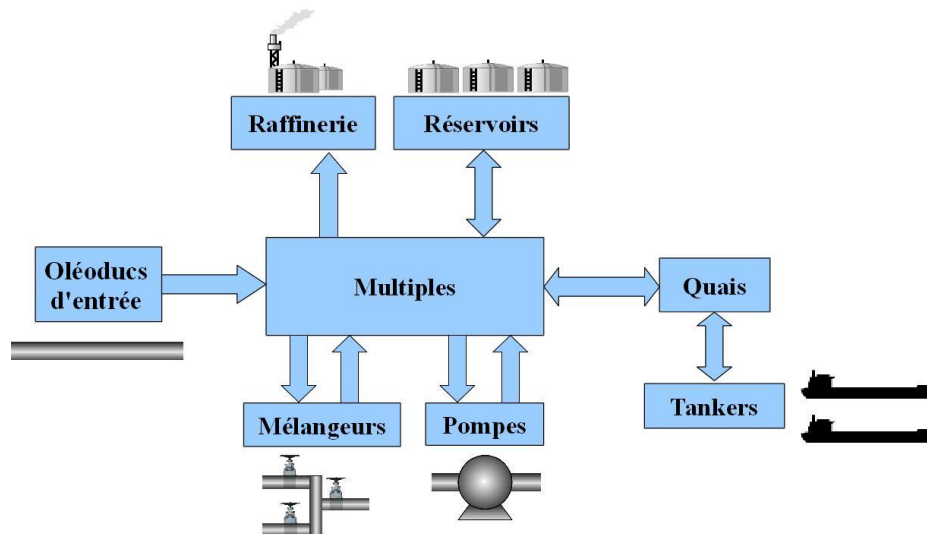 Raffinerie
Réservoirs
Oléoducs
d'entrée
Multiples
Quais
Mélangeurs
Pompes
Tankers